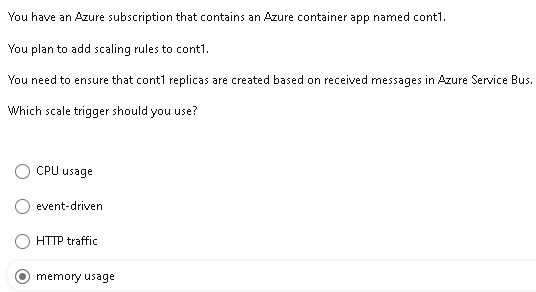 You have an Azure subscription that contains an Azure container app named cont1.
You plan to add scaling rules to cont1.
You need to ensure that cont1 replicas are created based on received messages in Azure Service Bus.
Which scale trigger should you use?
CPU usage
event-driven
HTTP traffic
memory usage